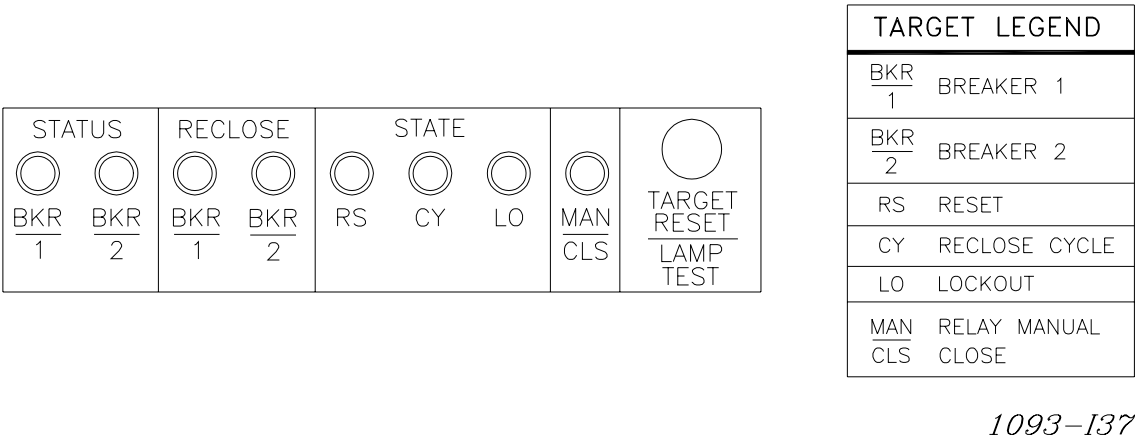 STATUS RECLOSE STATE
BKR BKR BKR BKR RS CY LO MAN TARGET
1 2 1 2 CLS RESET
LAMP
TEST
TARGET LEGEND
BKR
1 BREAKER 1
BKR
2 BREAKER 2
RS RESET
CY RECLOSE CYCLE
LO LOCKOUT
MAN RELAY MANUAL
CLS CLOSE
1093-I37